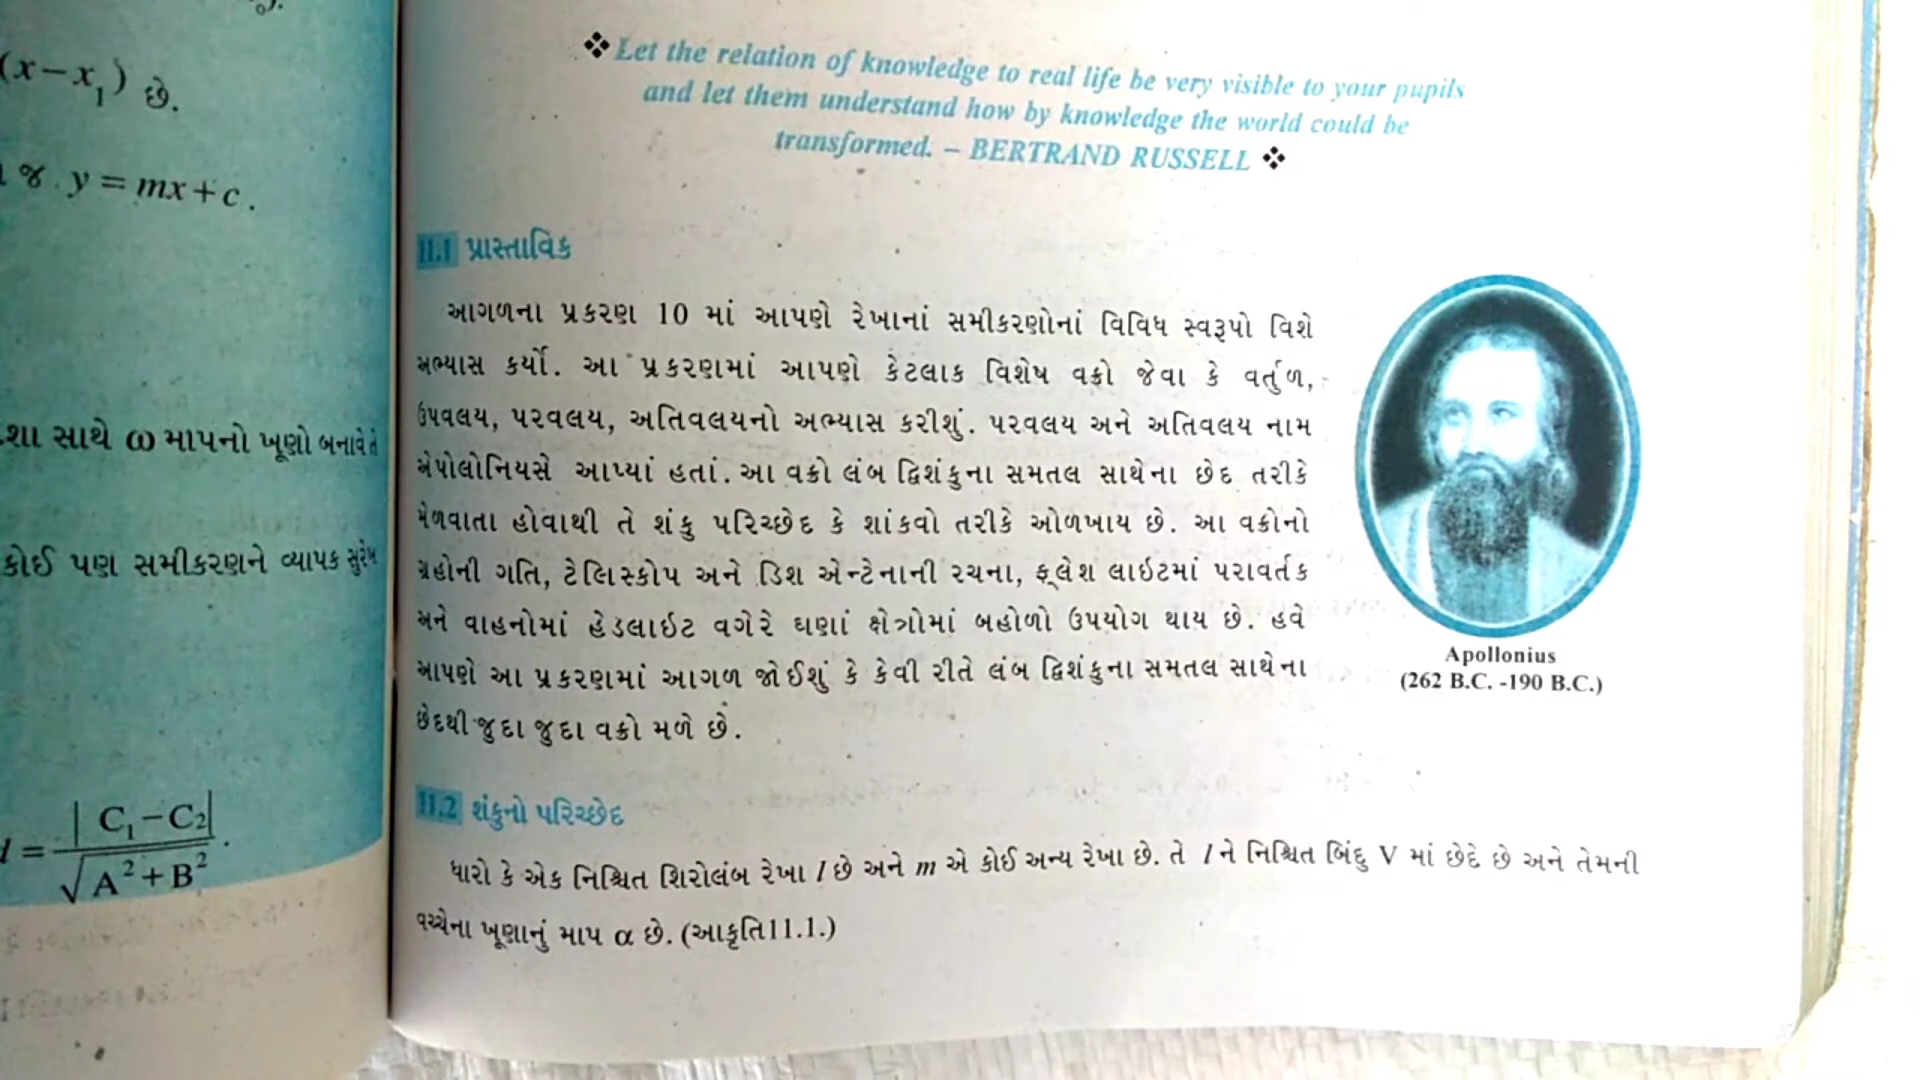 (x−x₁) છે.
જ y = mx + c.
સાથે ω માપનો ખૂણો બનાવે તે
કોઈ પણ સમીકરણને વ્યાપક
= |C₁−C₂| / √A²+B² .
❖ Let the relation of knowledge to real life be very visible to your pupils
and let them understand how by knowledge the world could be
transformed. – BERTRAND RUSSELL ❖
11.1 પ્રાસ્તાવિક
આગળના પ્રકરણ 10 માં આપણે રેખાનાં સમીકરણોનાં વિવિધ સ્વરૂપો વિશે
અભ્યાસ કર્યો. આ પ્રકરણમાં આપણે કેટલાક વિશેષ વક્રો જેવા કે વર્તુળ,
ઉપવલય, પરવલય, અતિવલયનો અભ્યાસ કરીશું. પરવલય અને અતિવલય નામ
એપોલોનિયસે આપ્યાં હતાં. આ વક્રો લંબ દ્વિશંકુના સમતલ સાથેના છેદ તરીકે
મેળવાતા હોવાથી તે શંકુ પરિચ્છેદ કે શાંકવો તરીકે ઓળખાય છે. આ વક્રોનો
ગ્રહોની ગતિ, ટેલિસ્કોપ અને ડિશ એન્ટેનાની રચના, ફ્લેશ લાઇટમાં પરાવર્તક
અને વાહનોમાં હેડલાઇટ વગેરે ઘણાં ક્ષેત્રોમાં બહોળો ઉપયોગ થાય છે. હવે
આપણે આ પ્રકરણમાં આગળ જોઈશું કે કેવી રીતે લંબ દ્વિશંકુના સમતલ સાથેના
છેદથી જુદા જુદા વક્રો મળે છે.
Apollonius
(262 B.C. -190 B.C.)
11.2 શંકુનો પરિચ્છેદ
ધારો કે એક નિશ્ચિત શિરોલંબ રેખા l છે અને m એ કોઈ અન્ય રેખા છે. તે l ને નિશ્ચિત બિંદુ V માં છેદે છે અને તેમની
વચ્ચેના ખૂણાનું માપ α છે. (આકૃતિ11.1.)